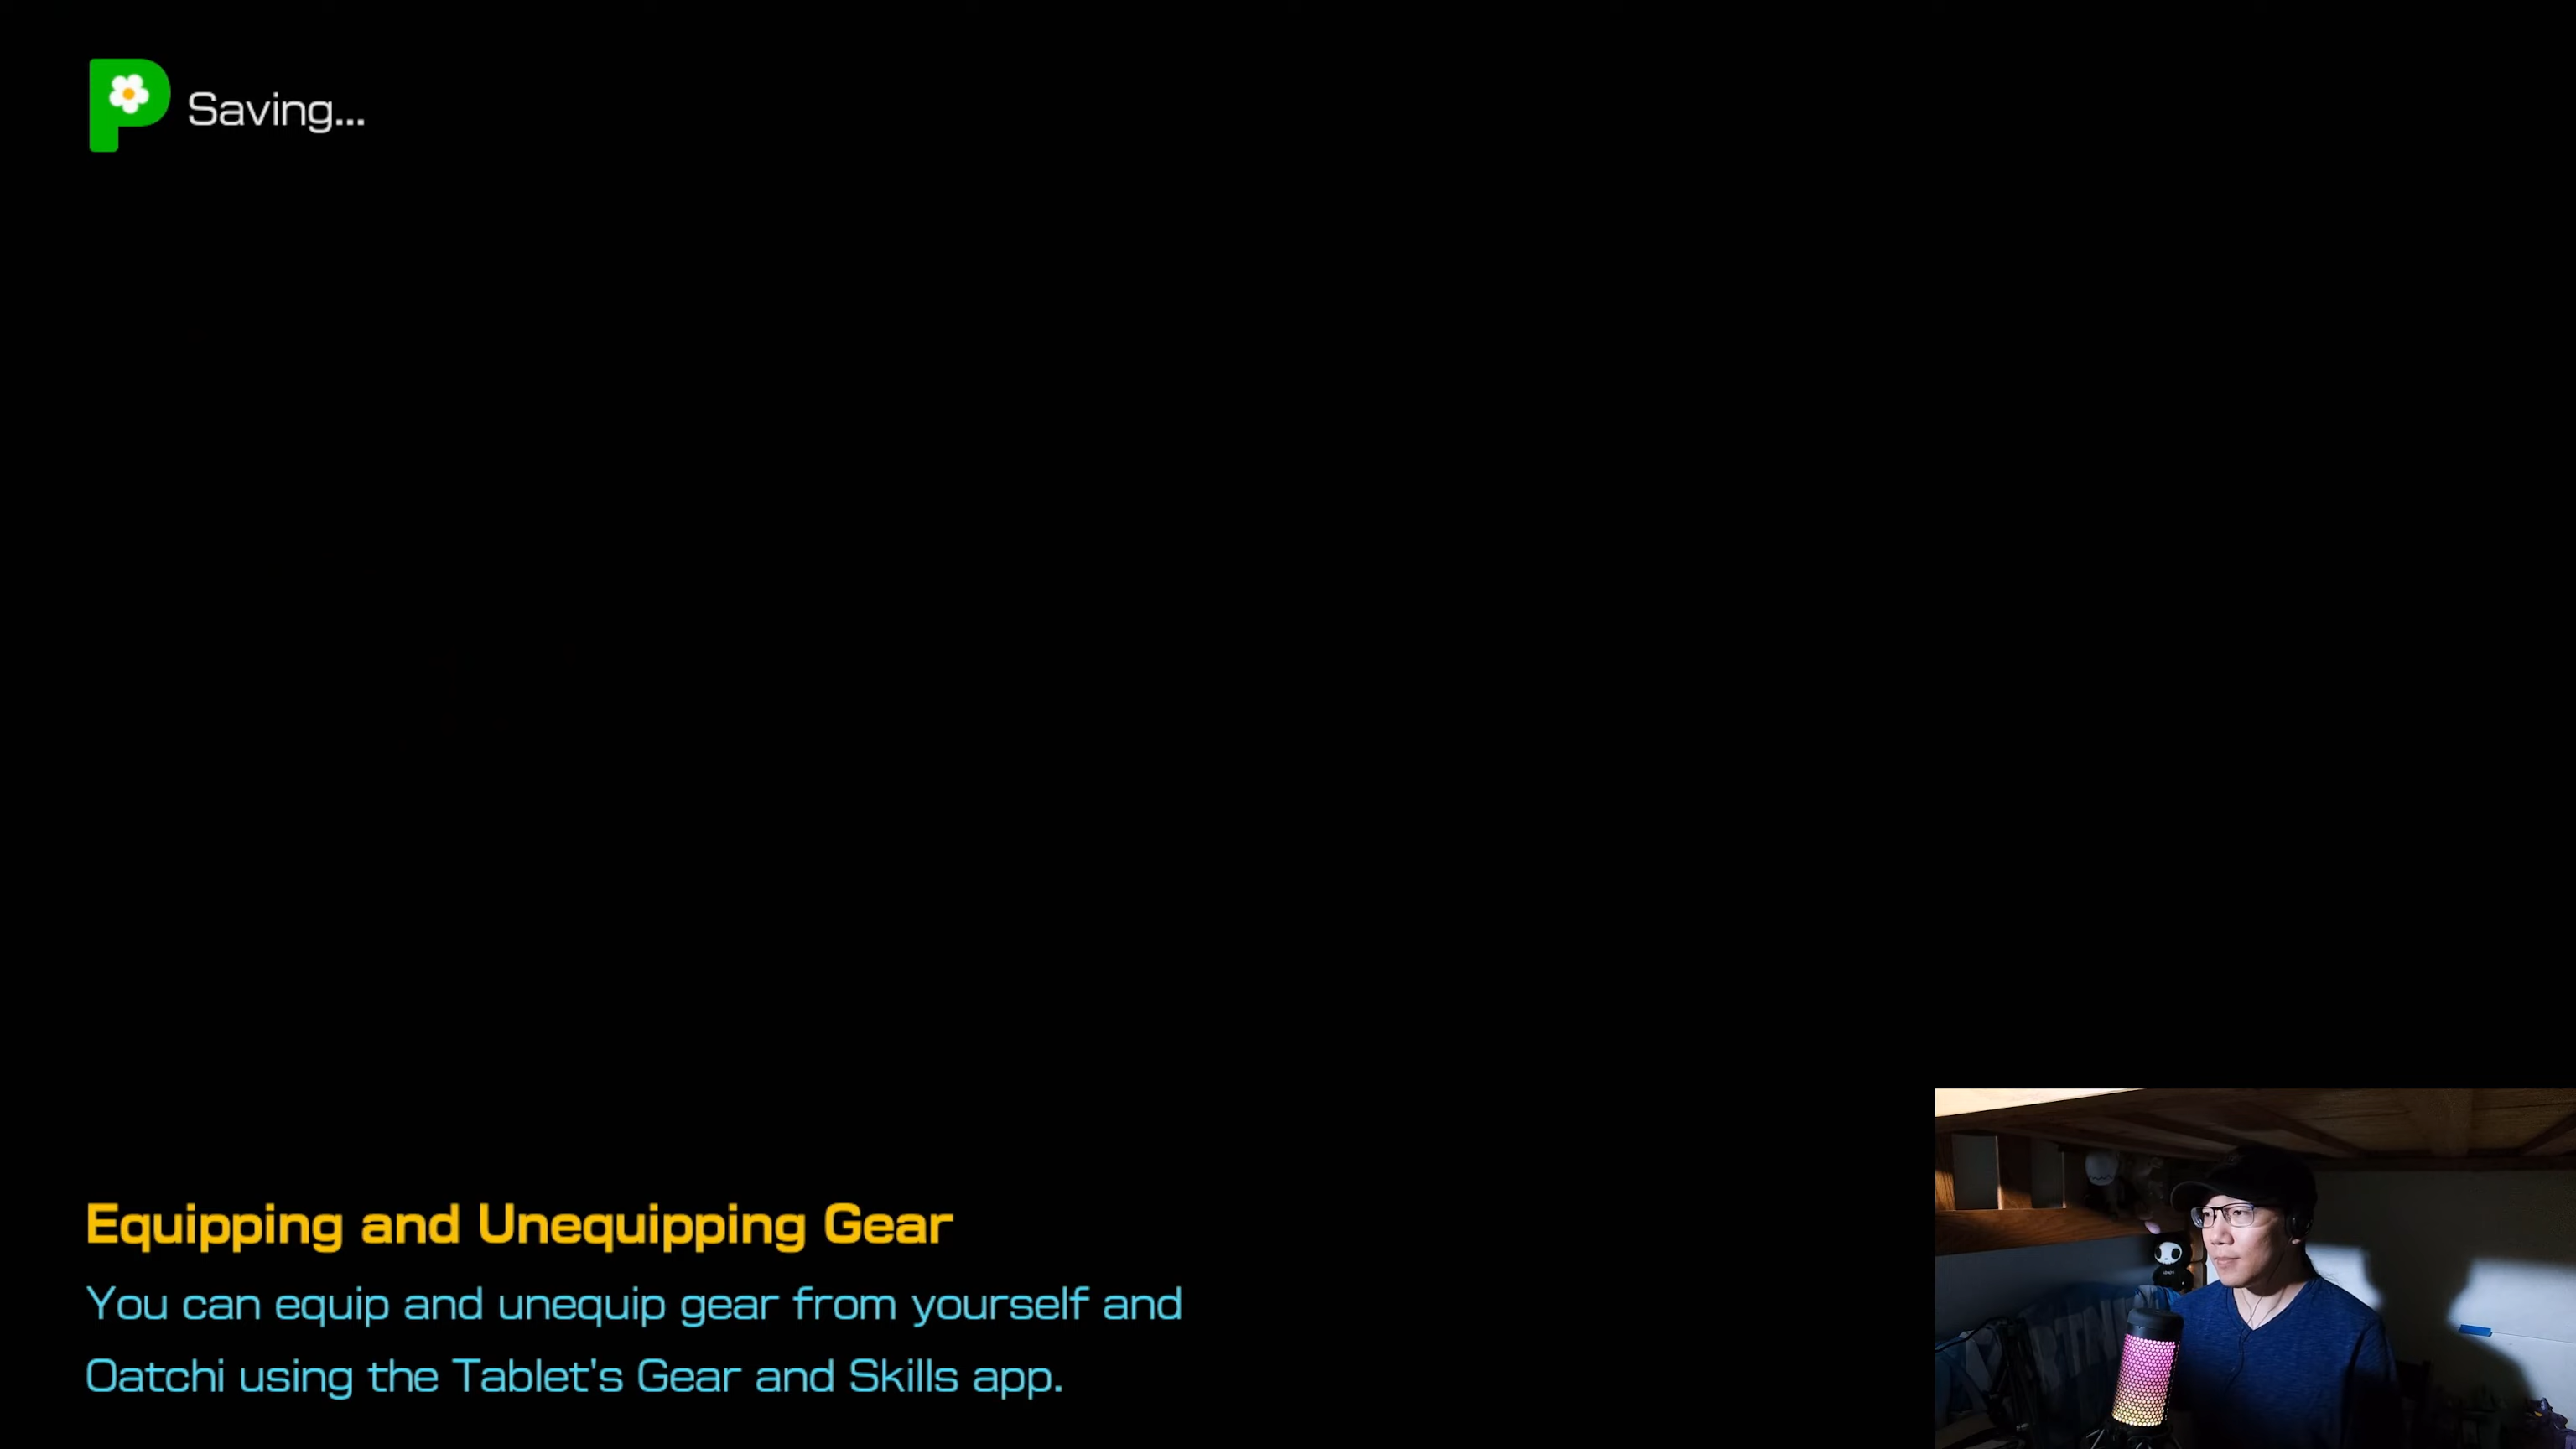 Saving...
Equipping and Unequipping Gear
You can equip and unequip gear from yourself and
Oatchi using the Tablet's Gear and Skills app.